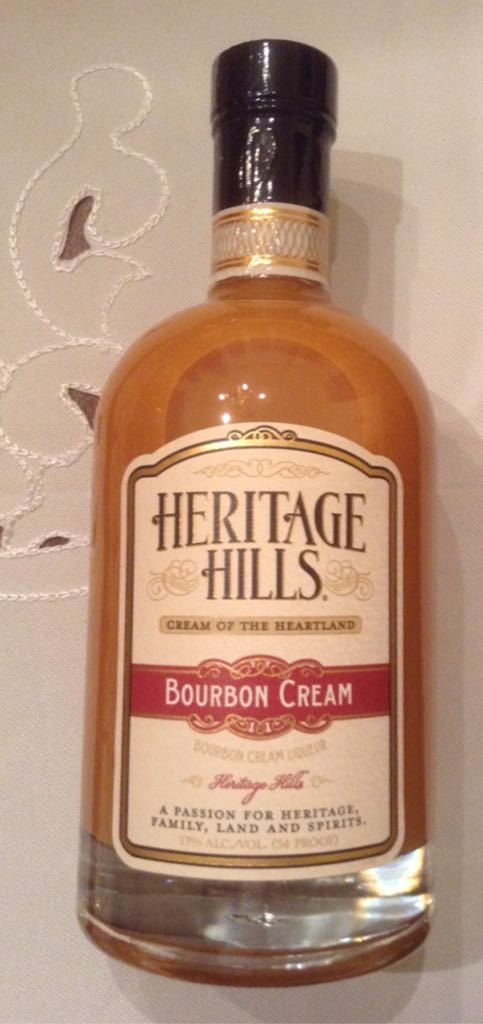 HERITAGE
HILLS.
CREAM OF THE HEARTLAND
BOURBON CREAM
BOURBON CREAM LIQUEUR
Heritage Hills
A PASSION FOR HERITAGE,
FAMILY, LAND AND SPIRITS.
17% ALC./VOL. (34 PROOF)